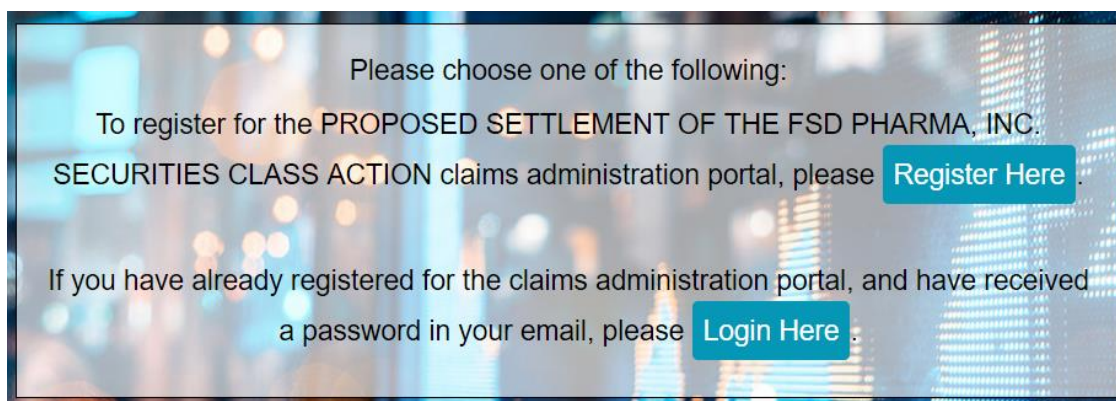 Please choose one of the following:
To register for the PROPOSED SETTLEMENT OF THE FSD PHARMA, INC.
SECURITIES CLASS ACTION claims administration portal, please Register Here.
If you have already registered for the claims administration portal, and have received
a password in your email, please Login Here.